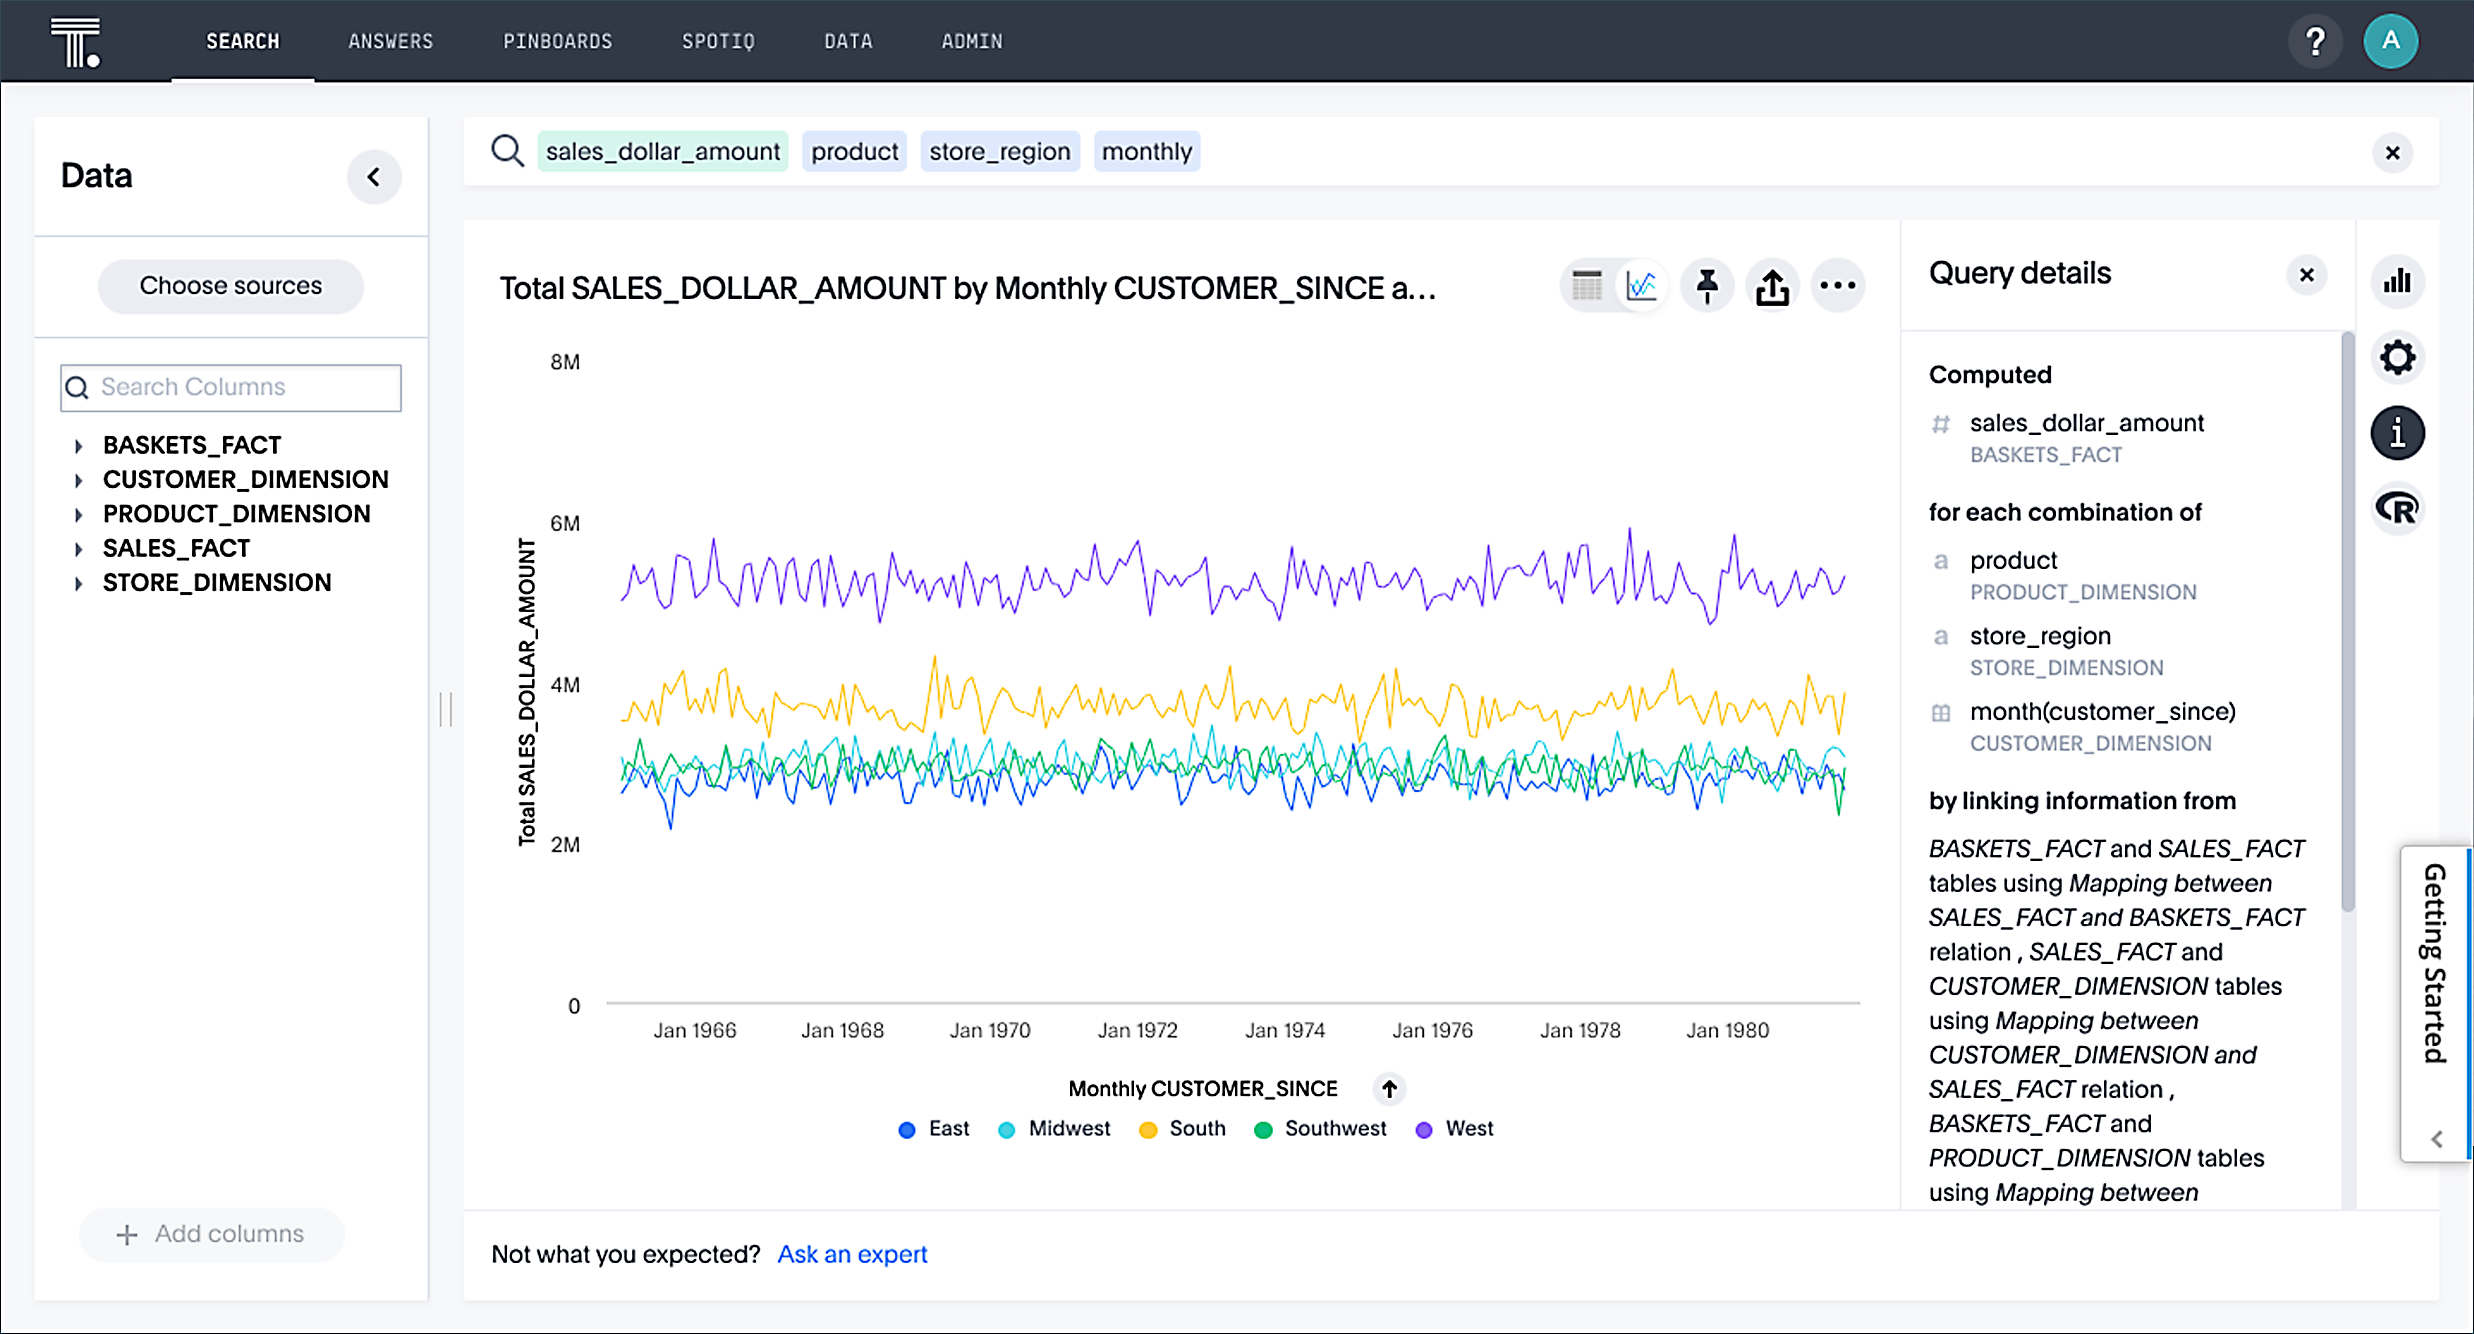 SEARCH ANSWERS PINBOARDS SPOTIQ DATA ADMIN ? A
Data
Choose sources
Search Columns
BASKETS_FACT
CUSTOMER_DIMENSION
PRODUCT_DIMENSION
SALES_FACT
STORE_DIMENSION
+ Add columns
sales_dollar_amount product store_region monthly
Total SALES_DOLLAR_AMOUNT by Monthly CUSTOMER_SINCE a...
Total SALES_DOLLAR_AMOUNT
8M
6M
4M
2M
0
Jan 1966 Jan 1968 Jan 1970 Jan 1972 Jan 1974 Jan 1976 Jan 1978 Jan 1980
Monthly CUSTOMER_SINCE
East Midwest South Southwest West
Not what you expected? Ask an expert
Query details
Computed
# sales_dollar_amount
BASKETS_FACT
for each combination of
a product
PRODUCT_DIMENSION
a store_region
STORE_DIMENSION
month(customer_since)
CUSTOMER_DIMENSION
by linking information from
BASKETS_FACT and SALES_FACT
tables using Mapping between
SALES_FACT and BASKETS_FACT
relation , SALES_FACT and
CUSTOMER_DIMENSION tables
using Mapping between
CUSTOMER_DIMENSION and
SALES_FACT relation ,
BASKETS_FACT and
PRODUCT_DIMENSION tables
using Mapping between
i
R
Getting Started